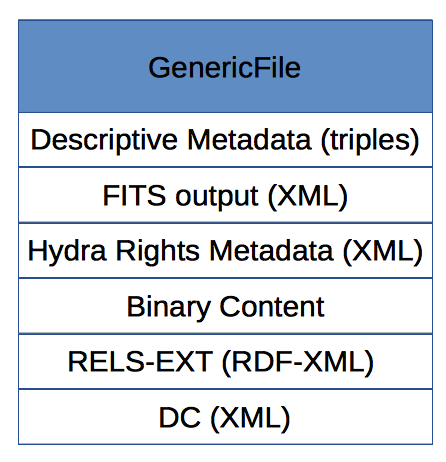 GenericFile
Descriptive Metadata (triples)
FITS output (XML)
Hydra Rights Metadata (XML)
Binary Content
RELS-EXT (RDF-XML)
DC (XML)